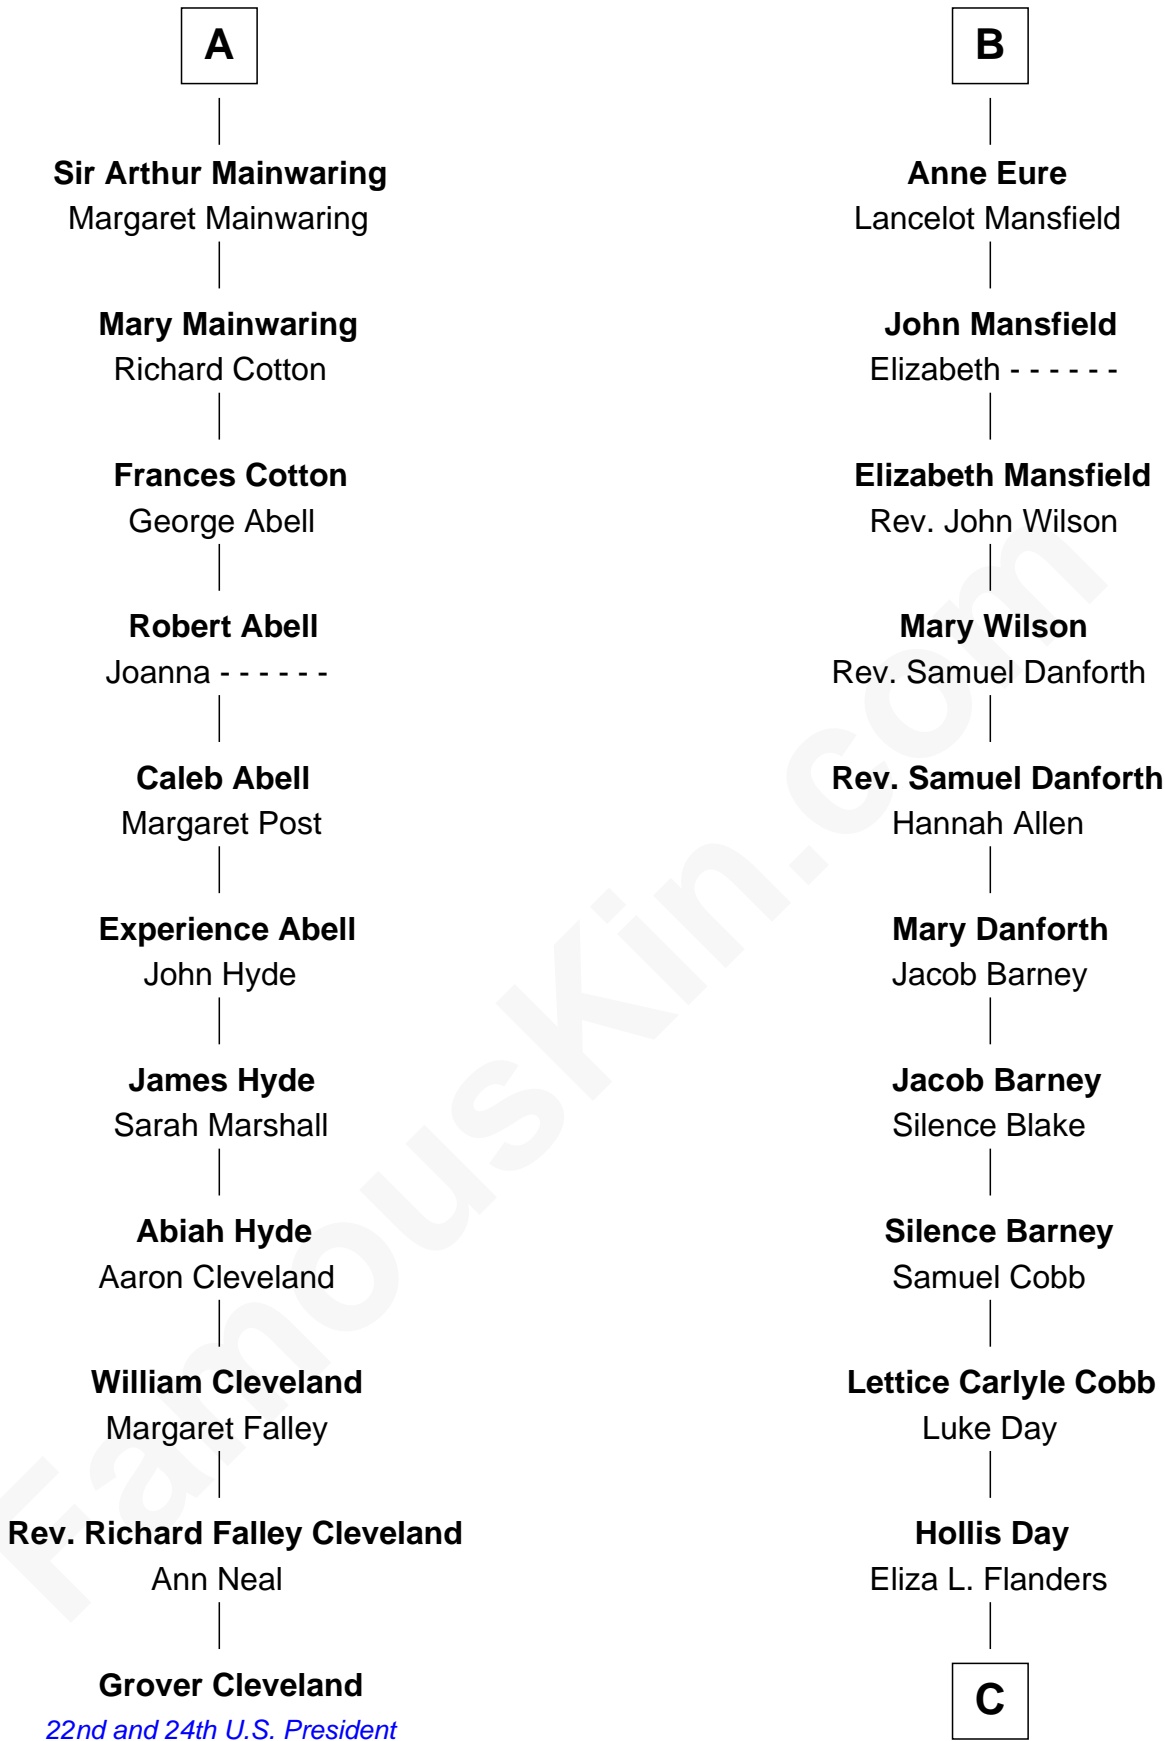 A
Sir Arthur Mainwaring
Margaret Mainwaring
Mary Mainwaring
Richard Cotton
Frances Cotton
George Abell
Robert Abell
Joanna - - - - - -
Caleb Abell
Margaret Post
Experience Abell
John Hyde
James Hyde
Sarah Marshall
Abiah Hyde
Aaron Cleveland
William Cleveland
Margaret Falley
Rev. Richard Falley Cleveland
Ann Neal
Grover Cleveland
22nd and 24th U.S. President
B
Anne Eure
Lancelot Mansfield
John Mansfield
Elizabeth - - - - - -
Elizabeth Mansfield
Rev. John Wilson
Mary Wilson
Rev. Samuel Danforth
Rev. Samuel Danforth
Hannah Allen
Mary Danforth
Jacob Barney
Jacob Barney
Silence Blake
Silence Barney
Samuel Cobb
Lettice Carlyle Cobb
Luke Day
Hollis Day
Eliza L. Flanders
C
FamousKin.com